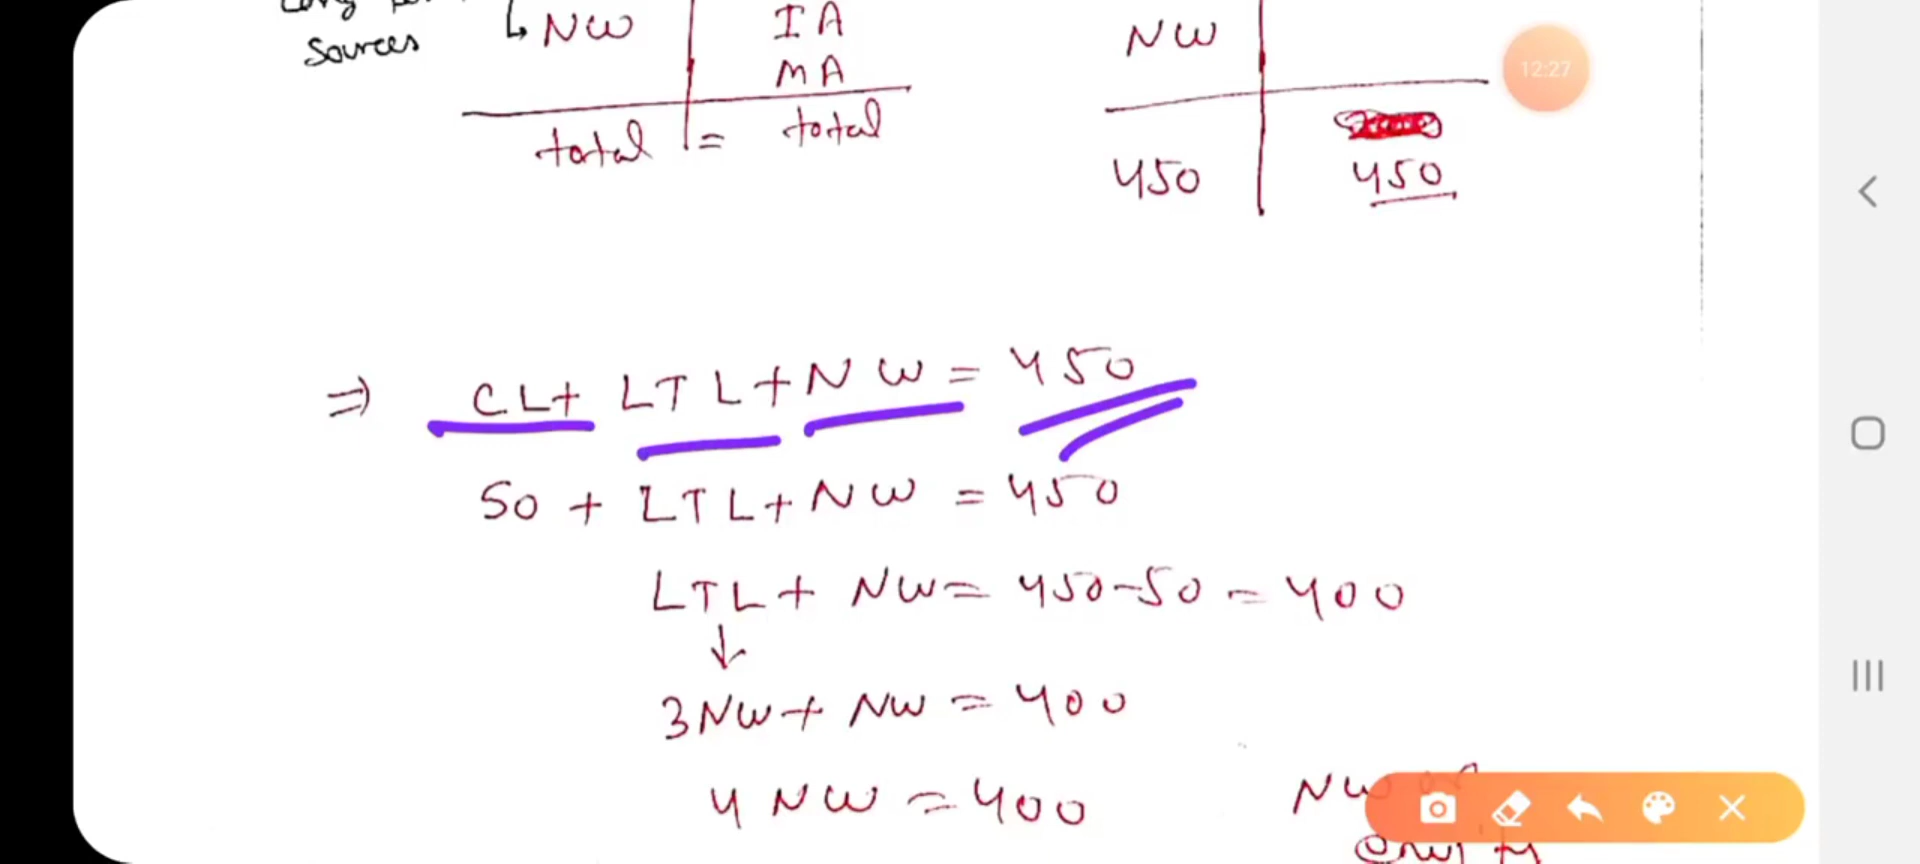 Sources ↳ NW | IA
MA
total = total
NW
450 | 450
12:27
⇒ CL + LTL + NW = 450
50 + LTL + NW = 450
LTL + NW = 450 - 50 = 400
↓
3NW + NW = 400
4 NW = 400
NW